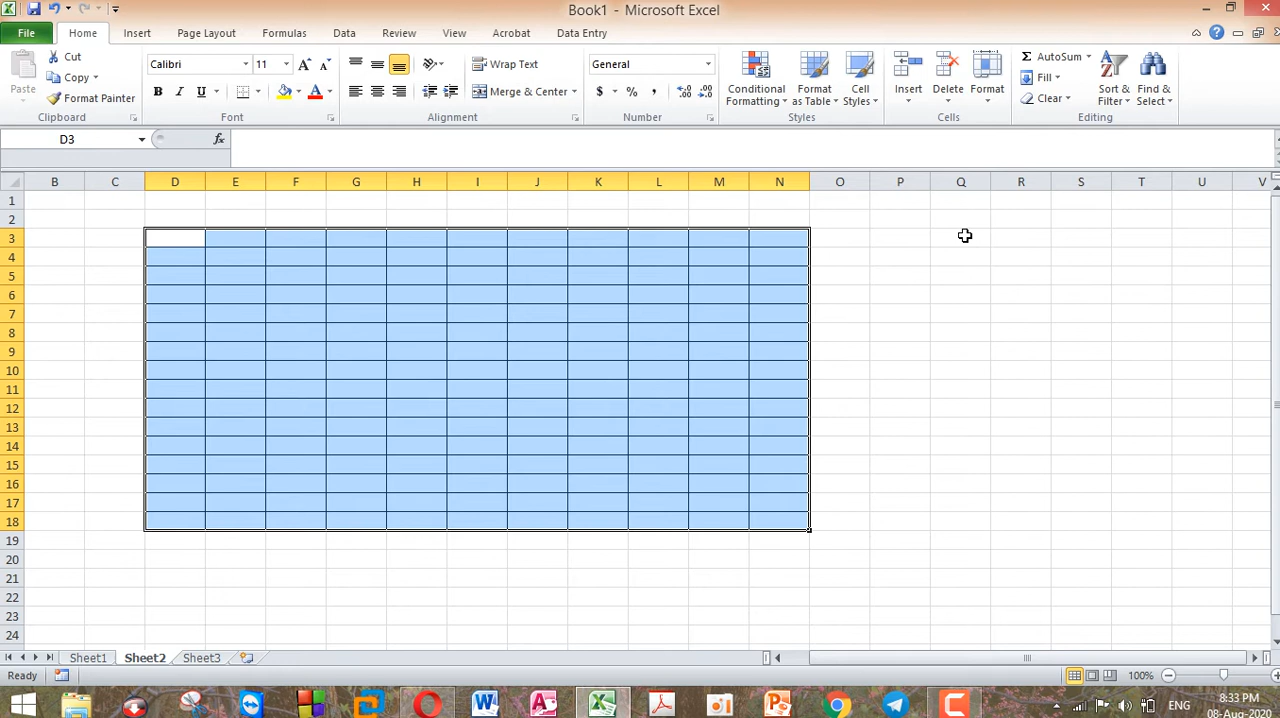 Book1 - Microsoft Excel
File Home Insert Page Layout Formulas Data Review View Acrobat Data Entry
Paste
Cut
Copy
Format Painter
Clipboard
Calibri 11
B I U A
Font
Wrap Text
Merge & Center
Alignment
General
$ % ,
Number
Conditional Formatting
Format as Table
Cell Styles
Styles
Insert Delete Format
Cells
Σ AutoSum
Fill
Clear
Sort & Filter
Find & Select
Editing
D3 fx
B C D E F G H I J K L M N O P Q R S T U V
1
2
3
4
5
6
7
8
9
10
11
12
13
14
15
16
17
18
19
20
21
22
23
24
Sheet1 Sheet2 Sheet3
Ready 100%
ENG
8:33 PM
08-Aug-2020